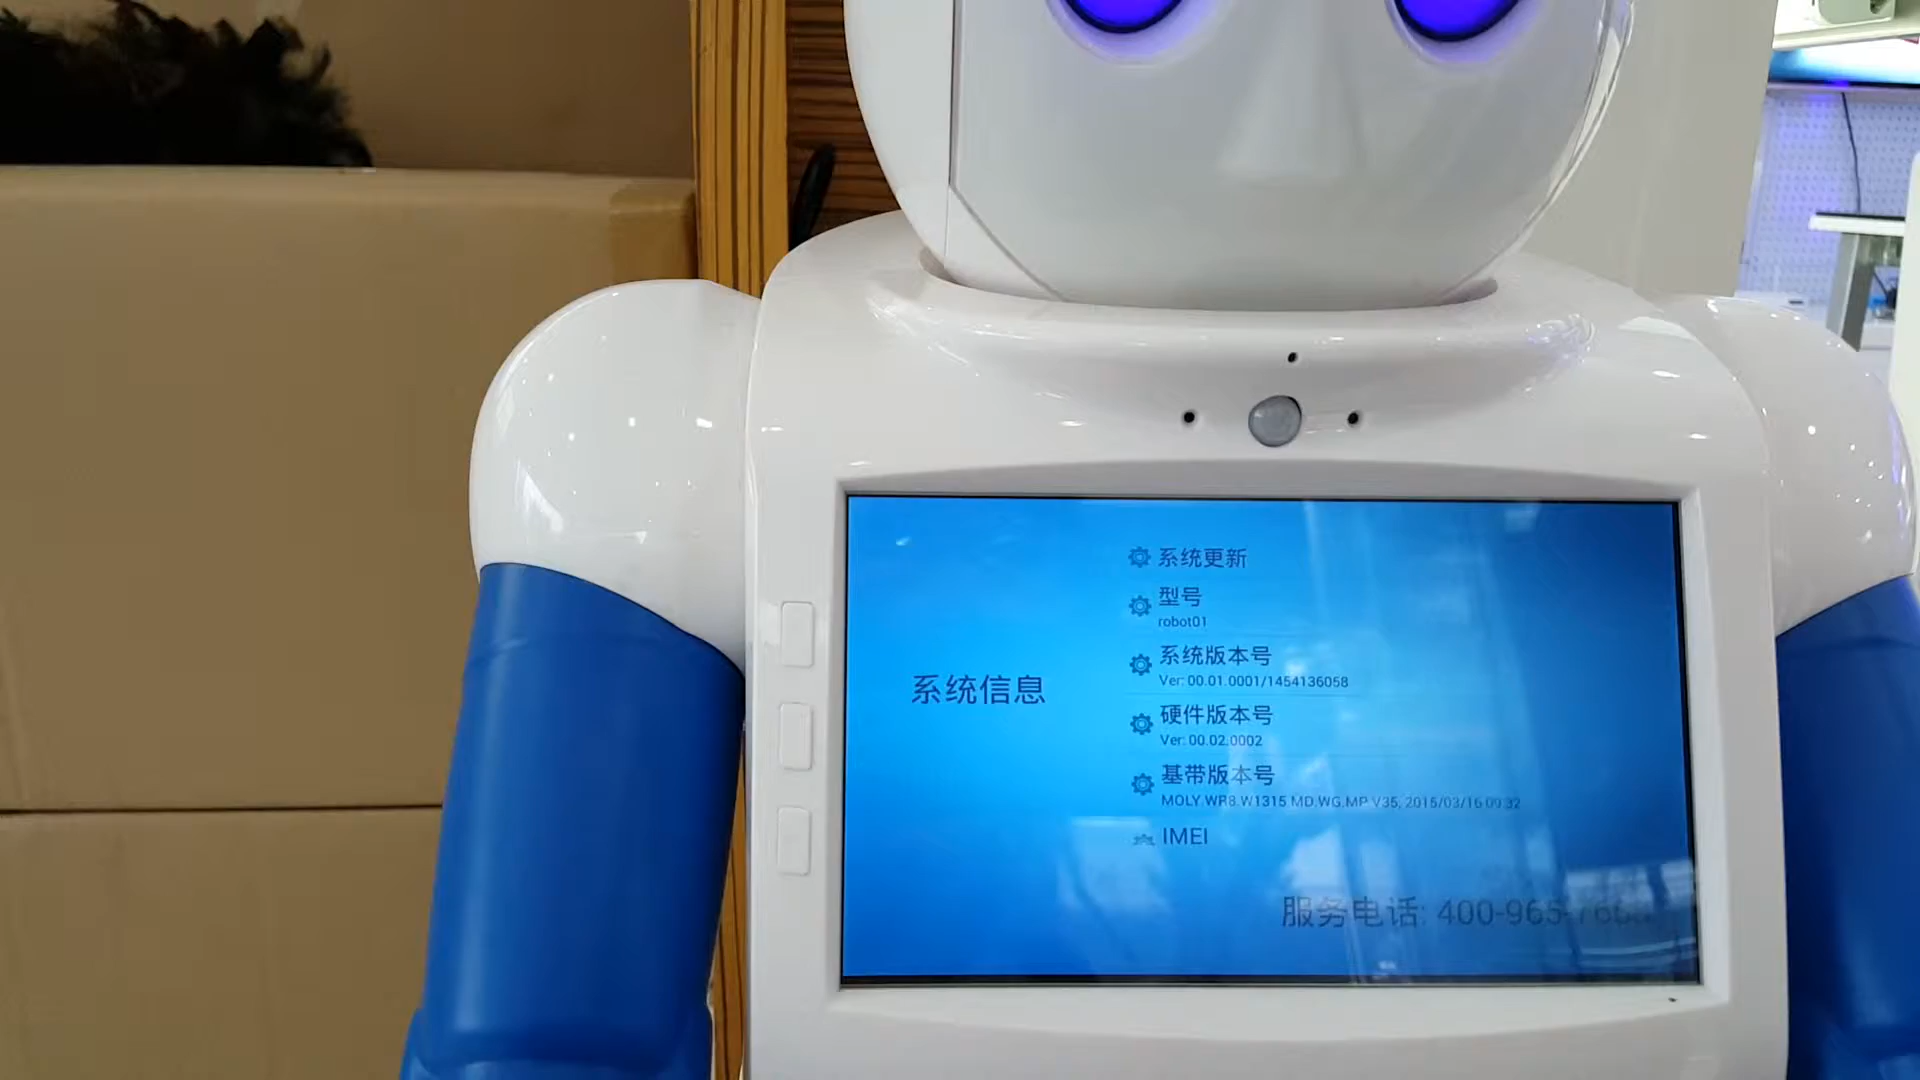 系统信息
系统更新
型号
robot01
系统版本号
Ver: 00.01.0001/1454136058
硬件版本号
Ver: 00.02.0002
基带版本号
MOLY.WR8.W1315.MD.WG.MP.V35, 2015/03/16 09:32
IMEI
服务电话: 400-965-